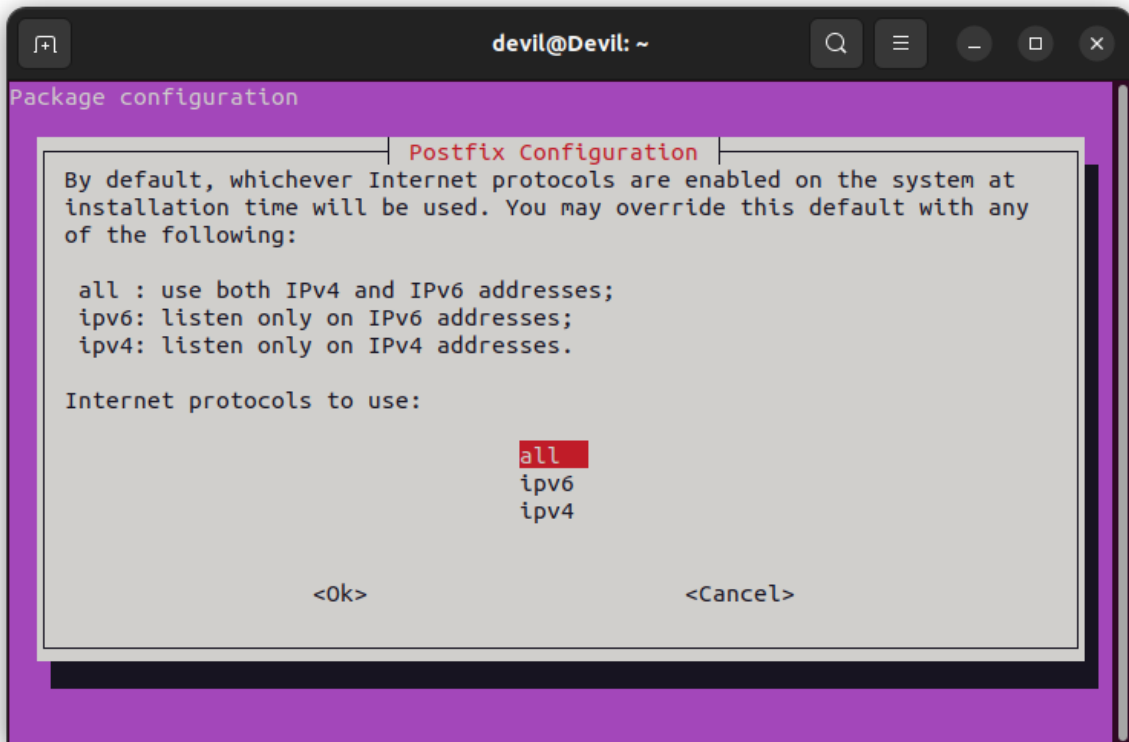 devil@Devil: ~
Package configuration
Postfix Configuration
By default, whichever Internet protocols are enabled on the system at
installation time will be used. You may override this default with any
of the following:
all : use both IPv4 and IPv6 addresses;
ipv6: listen only on IPv6 addresses;
ipv4: listen only on IPv4 addresses.
Internet protocols to use:
all
ipv6
ipv4
<Ok> <Cancel>